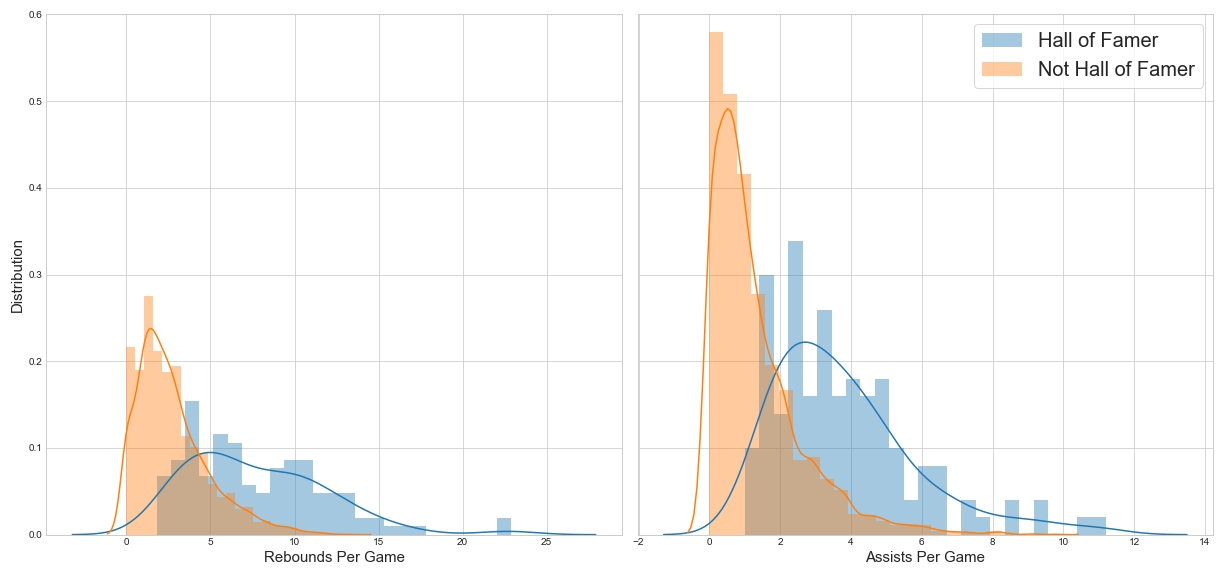 0.6
0.5
0.4
0.3
0.2
0.1
0.0
Distribution
0 5 10 15 20 25
Rebounds Per Game
Hall of Famer
Not Hall of Famer
−2 0 2 4 6 8 10 12 14
Assists Per Game